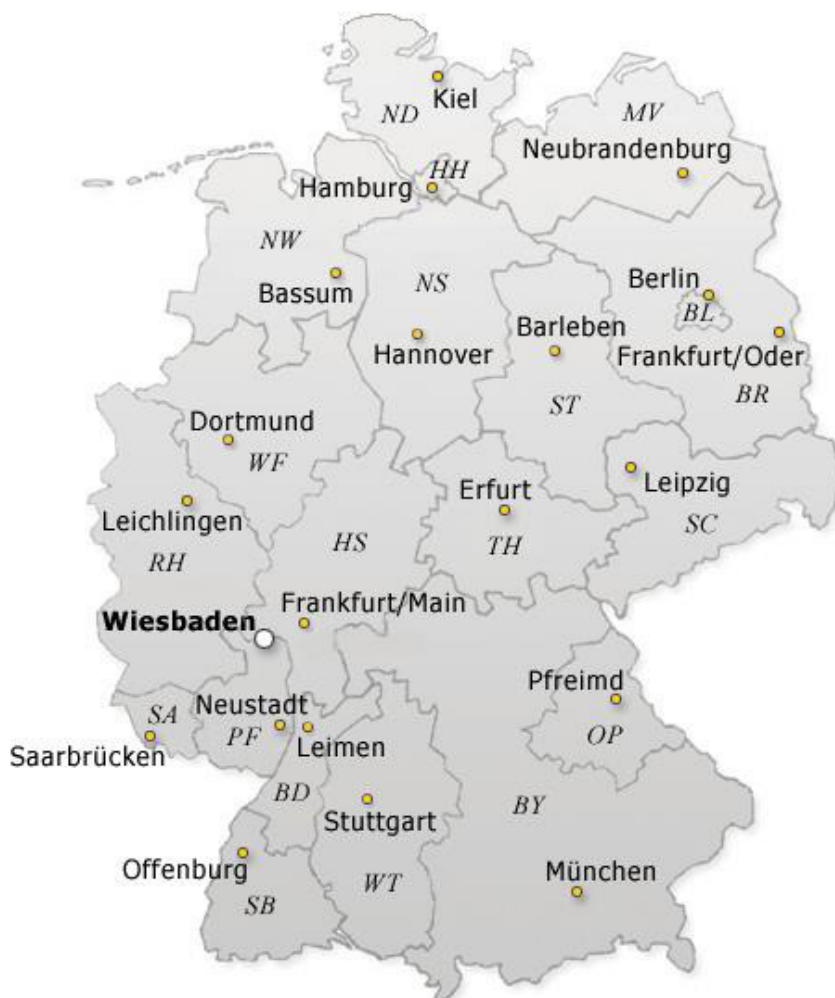 Kiel
ND
MV
Neubrandenburg
HH
Hamburg
NW
Bassum
NS
Berlin
BL
Hannover
Barleben
Frankfurt/Oder
BR
ST
Dortmund
WF
Leichlingen
RH
HS
Erfurt
TH
Leipzig
SC
Frankfurt/Main
Wiesbaden
Pfreimd
OP
SA
Neustadt
PF
Leimen
Saarbrücken
BD
Stuttgart
BY
Offenburg
SB
WT
München